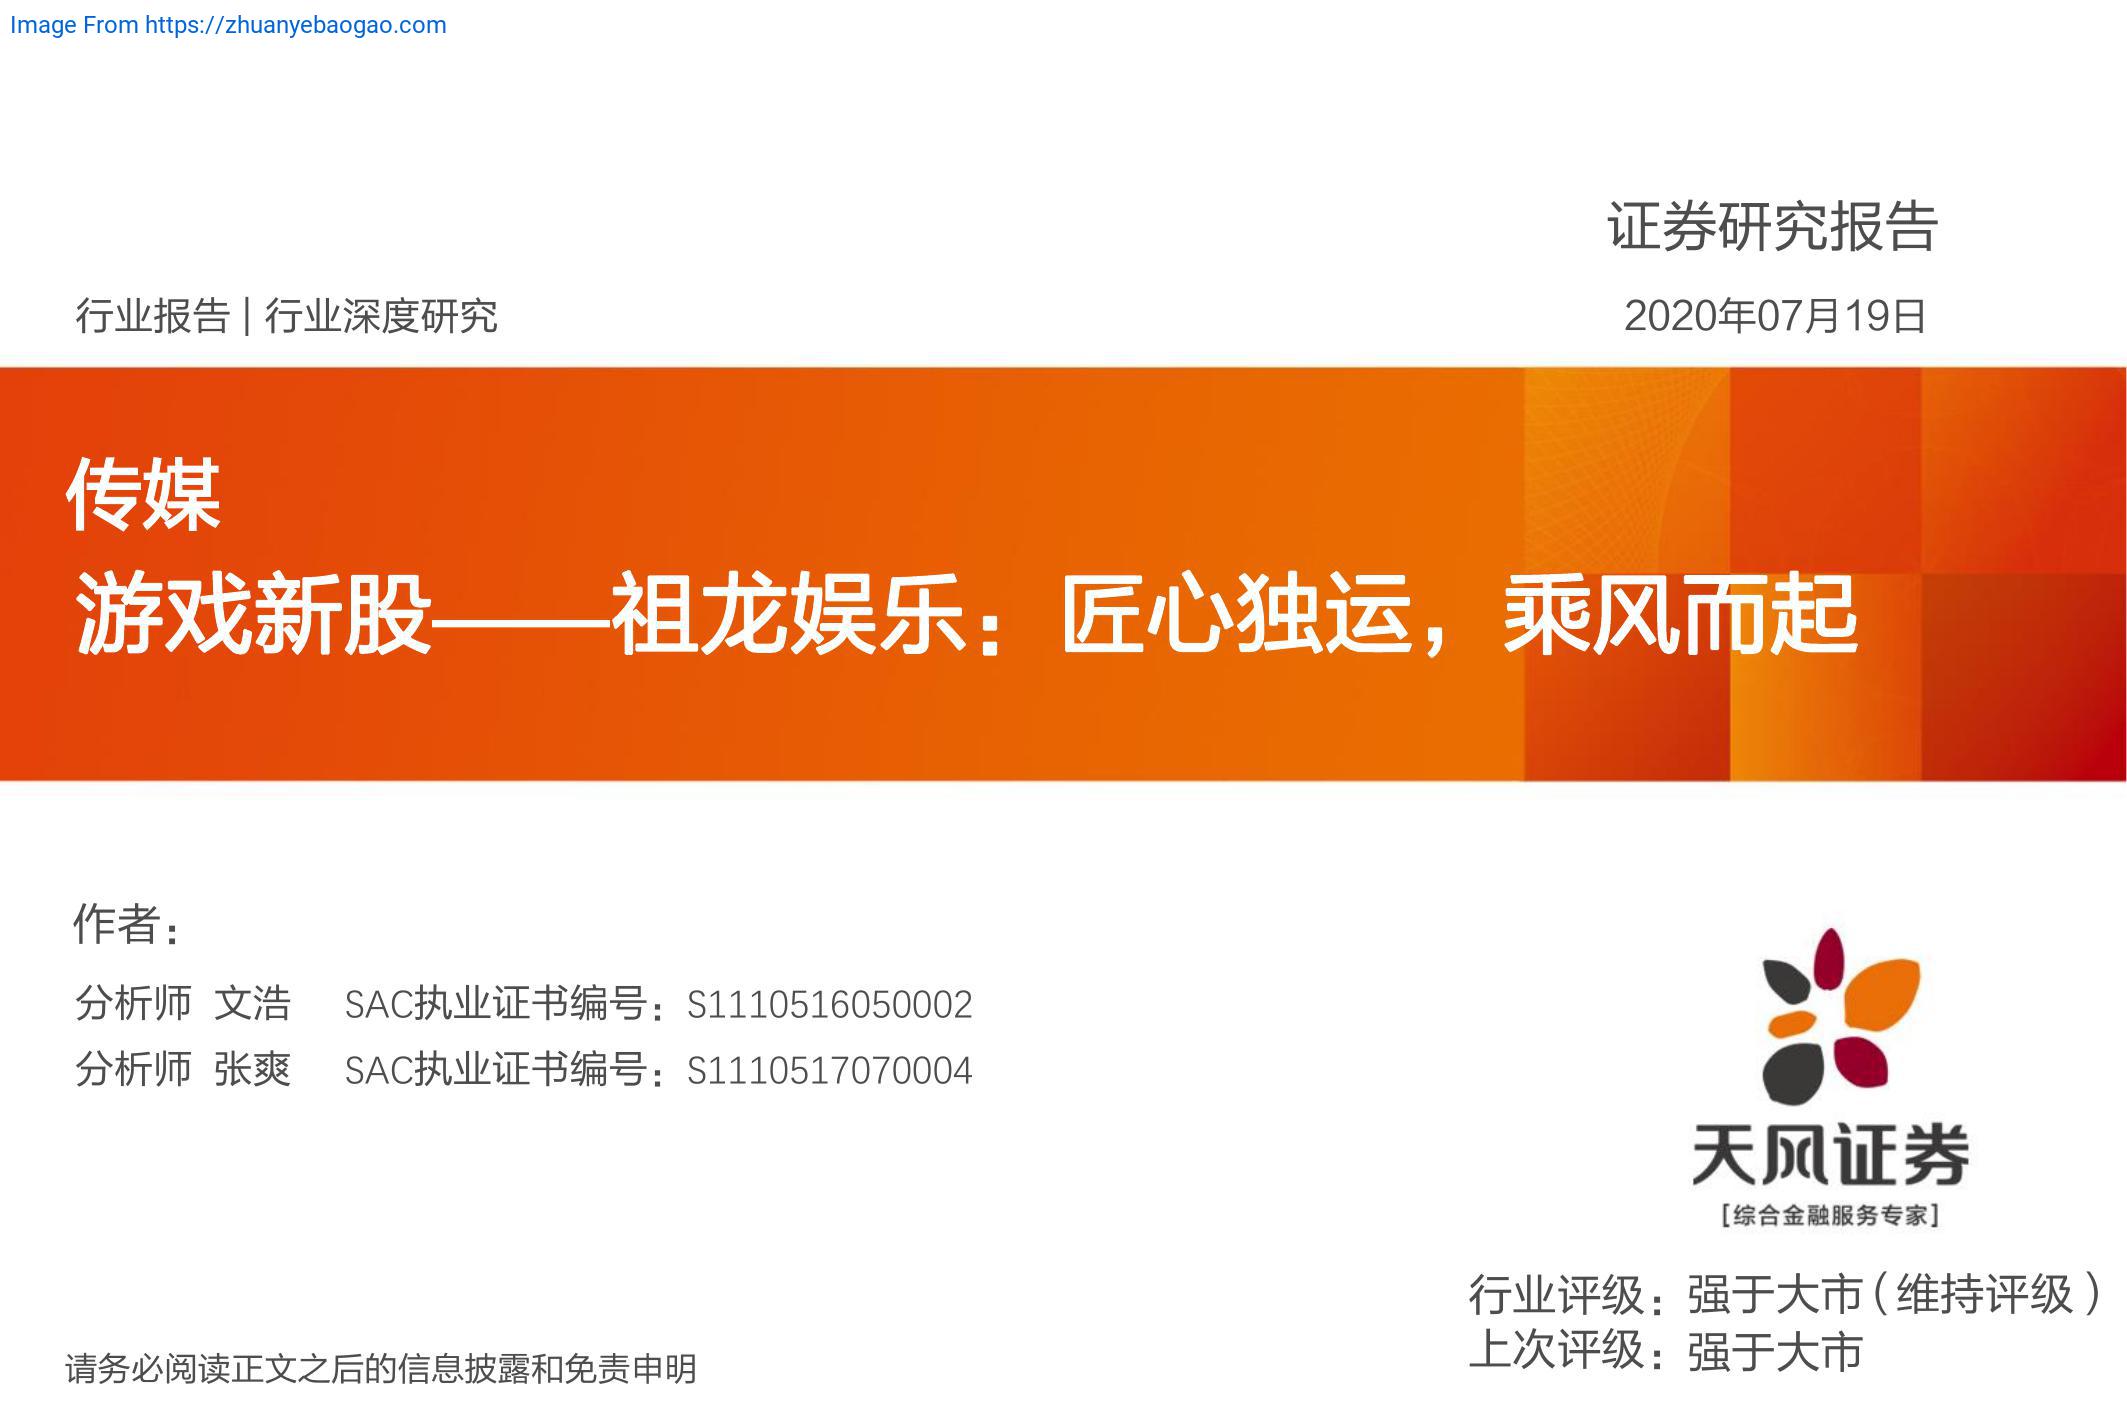 Image From https://zhuanyebaogao.com
证券研究报告
行业报告 | 行业深度研究
2020年07月19日
传媒
游戏新股——祖龙娱乐：匠心独运，乘风而起
作者：
分析师 文浩 SAC执业证书编号：S1110516050002
分析师 张爽 SAC执业证书编号：S1110517070004
天风证券
[综合金融服务专家]
行业评级：强于大市（维持评级）
上次评级：强于大市
请务必阅读正文之后的信息披露和免责申明